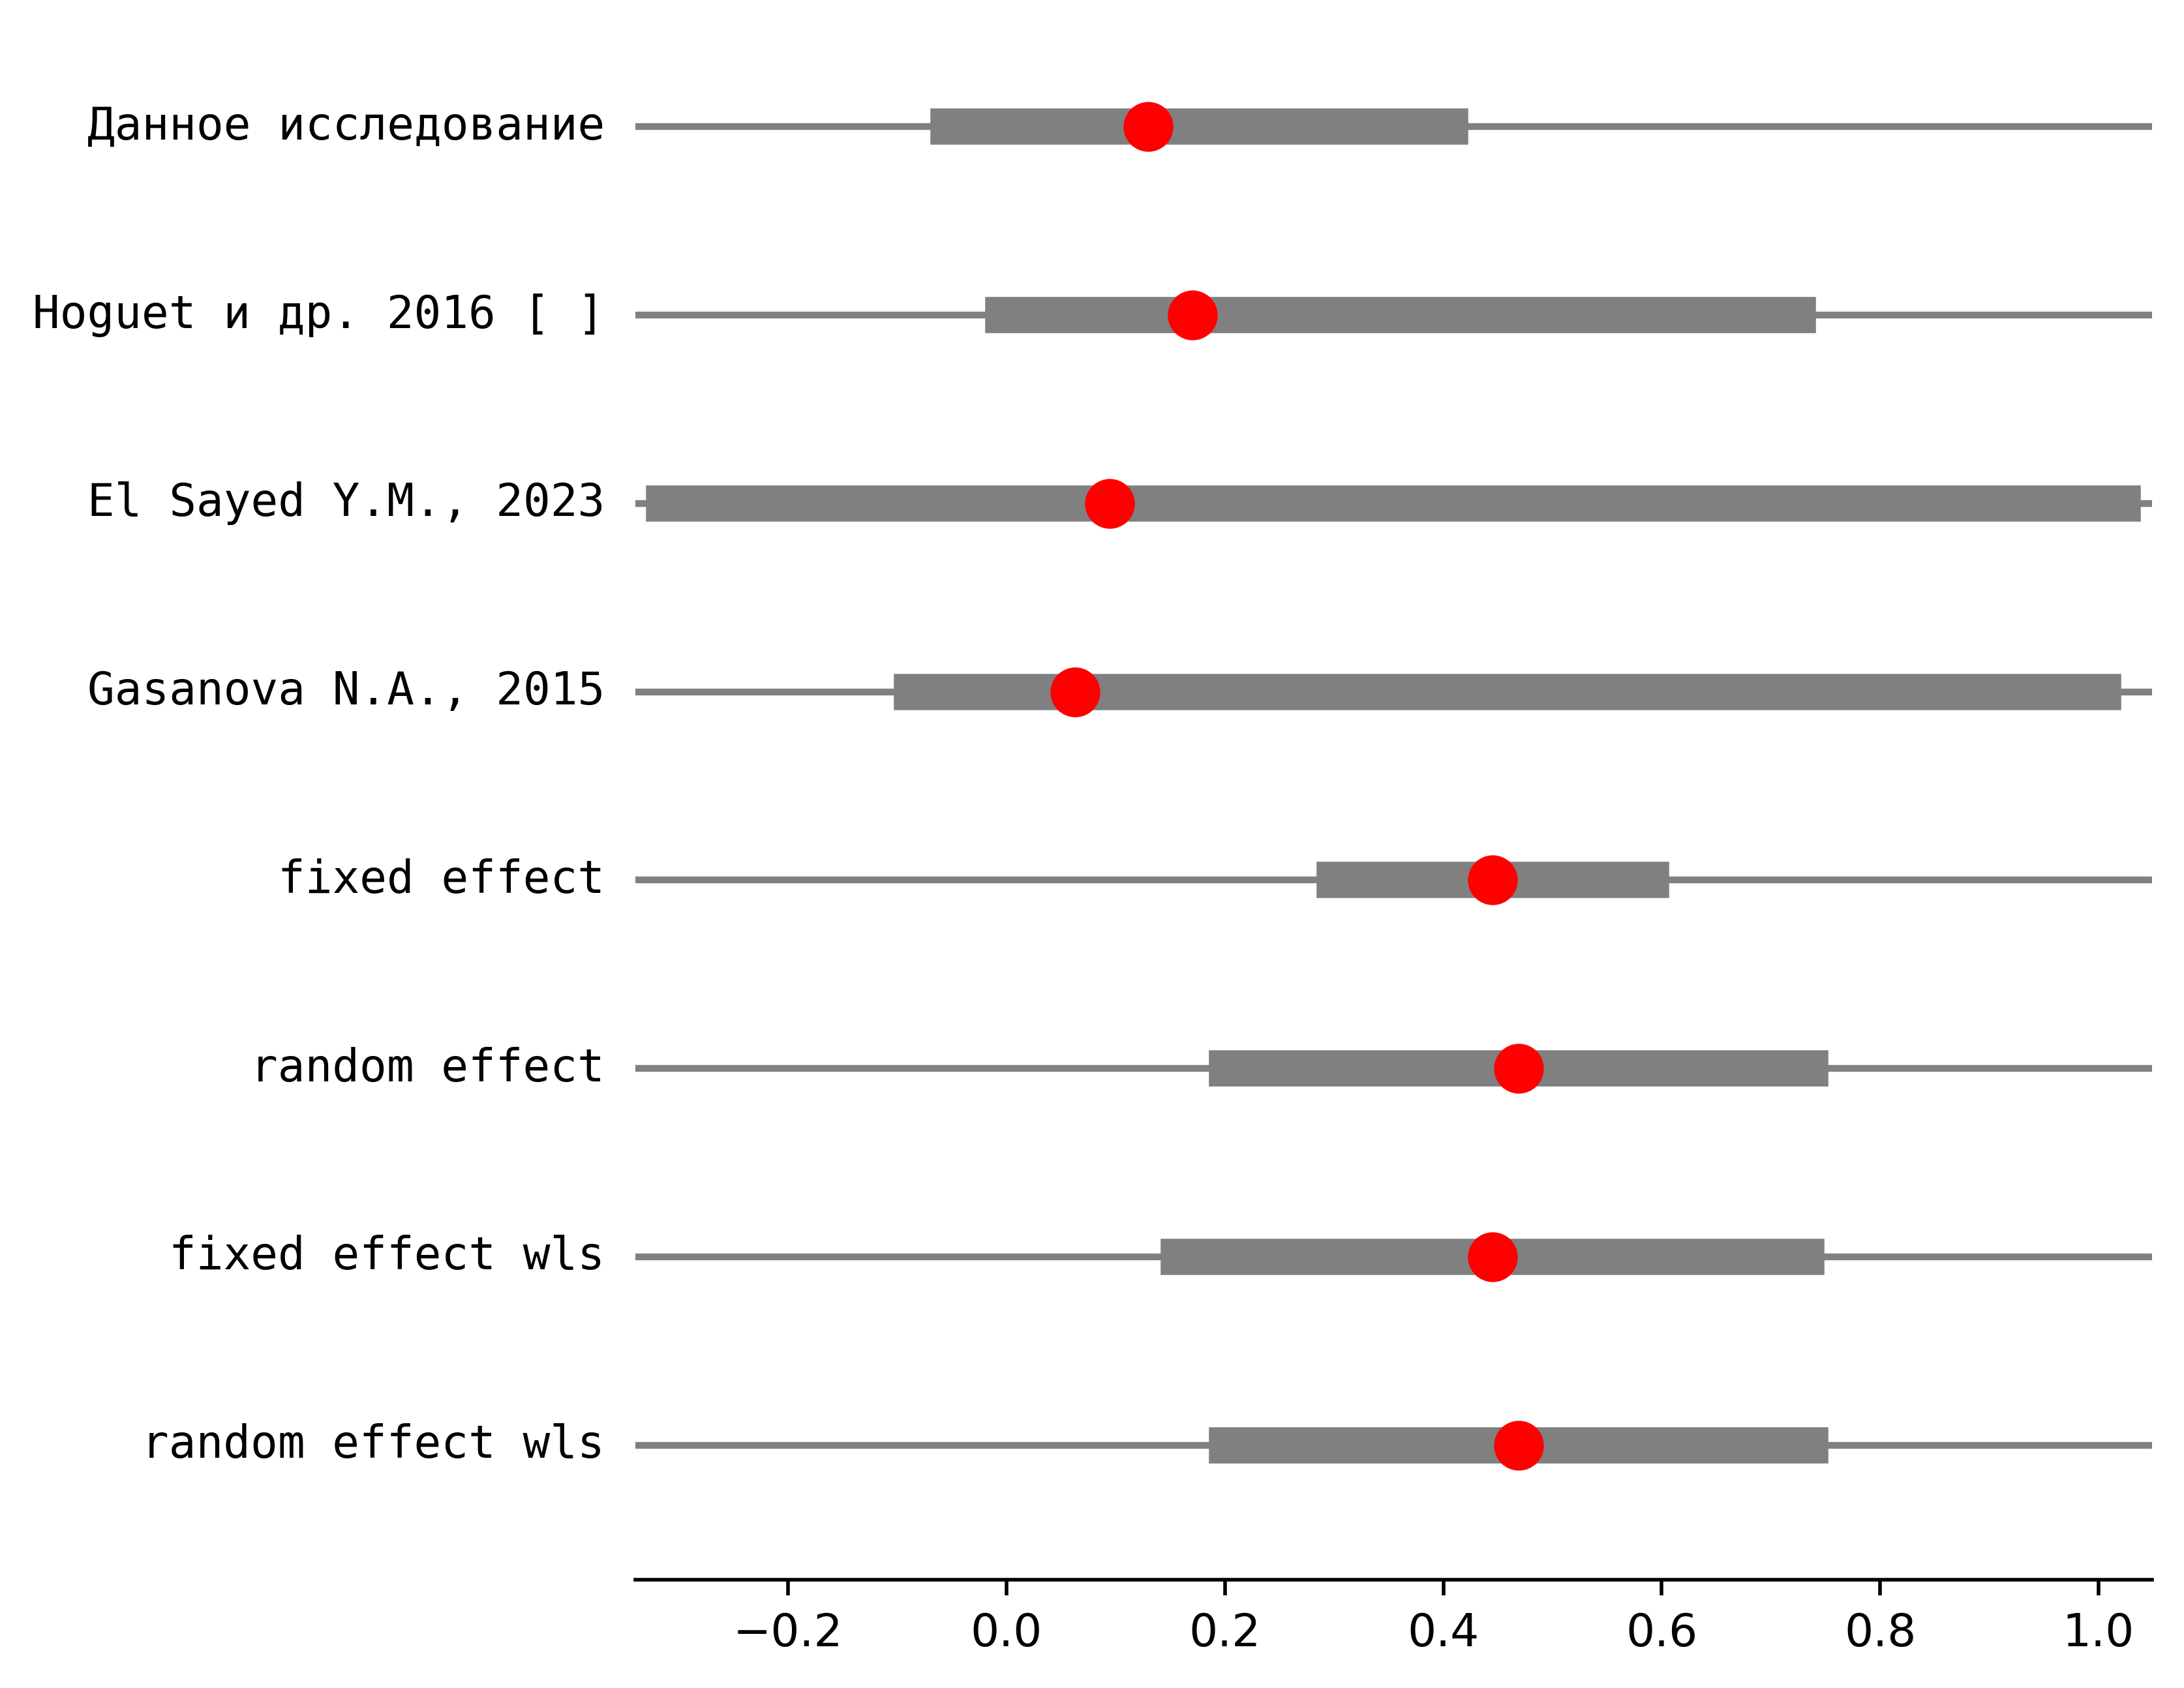 Данное исследование
Hoguet и др. 2016 [ ]
El Sayed Y.M., 2023
Gasanova N.A., 2015
fixed effect
random effect
fixed effect wls
random effect wls
−0.2 0.0 0.2 0.4 0.6 0.8 1.0